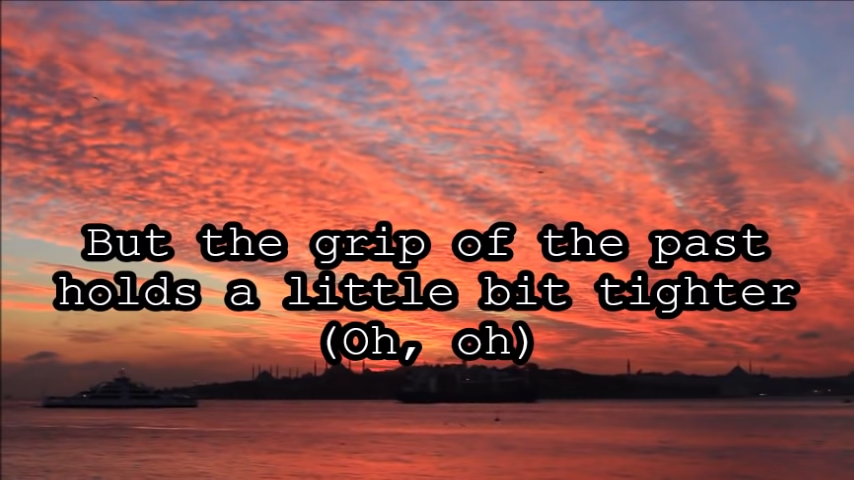 But the grip of the past
holds a little bit tighter
(Oh, oh)